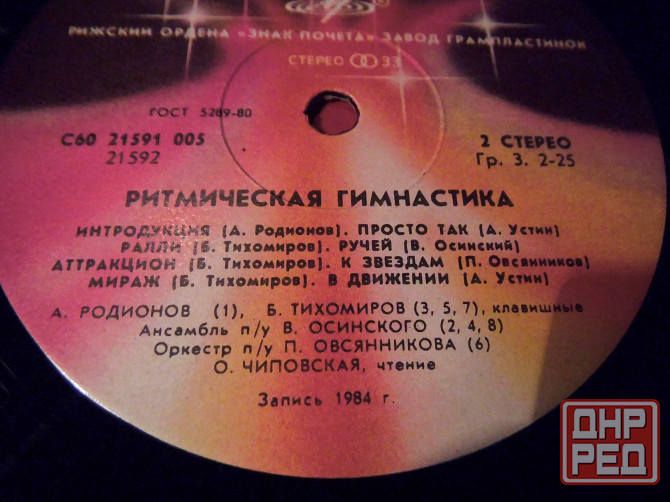 РИЖСКИЙ ОРДЕНА «ЗНАК ПОЧЕТА» ЗАВОД ГРАМПЛАСТИНОК
СТЕРЕО 33
ГОСТ 5289-80
С60 21591 005
21592
2 СТЕРЕО
Гр. 3. 2-25
РИТМИЧЕСКАЯ ГИМНАСТИКА
ИНТРОДУКЦИЯ (А. Родионов). ПРОСТО ТАК (А. Устин)
РАЛЛИ (Б. Тихомиров). РУЧЕЙ (В. Осинский)
АТТРАКЦИОН (Б. Тихомиров). К ЗВЕЗДАМ (П. Овсянников)
МИРАЖ (Б. Тихомиров). В ДВИЖЕНИИ (А. Устин)
А. РОДИОНОВ (1), Б. ТИХОМИРОВ (3, 5, 7), клавишные
Ансамбль п/у В. ОСИНСКОГО (2, 4, 8)
Оркестр п/у П. ОВСЯННИКОВА (6)
О. ЧИПОВСКАЯ, чтение
Запись 1984 г.
ДНР
РЕД